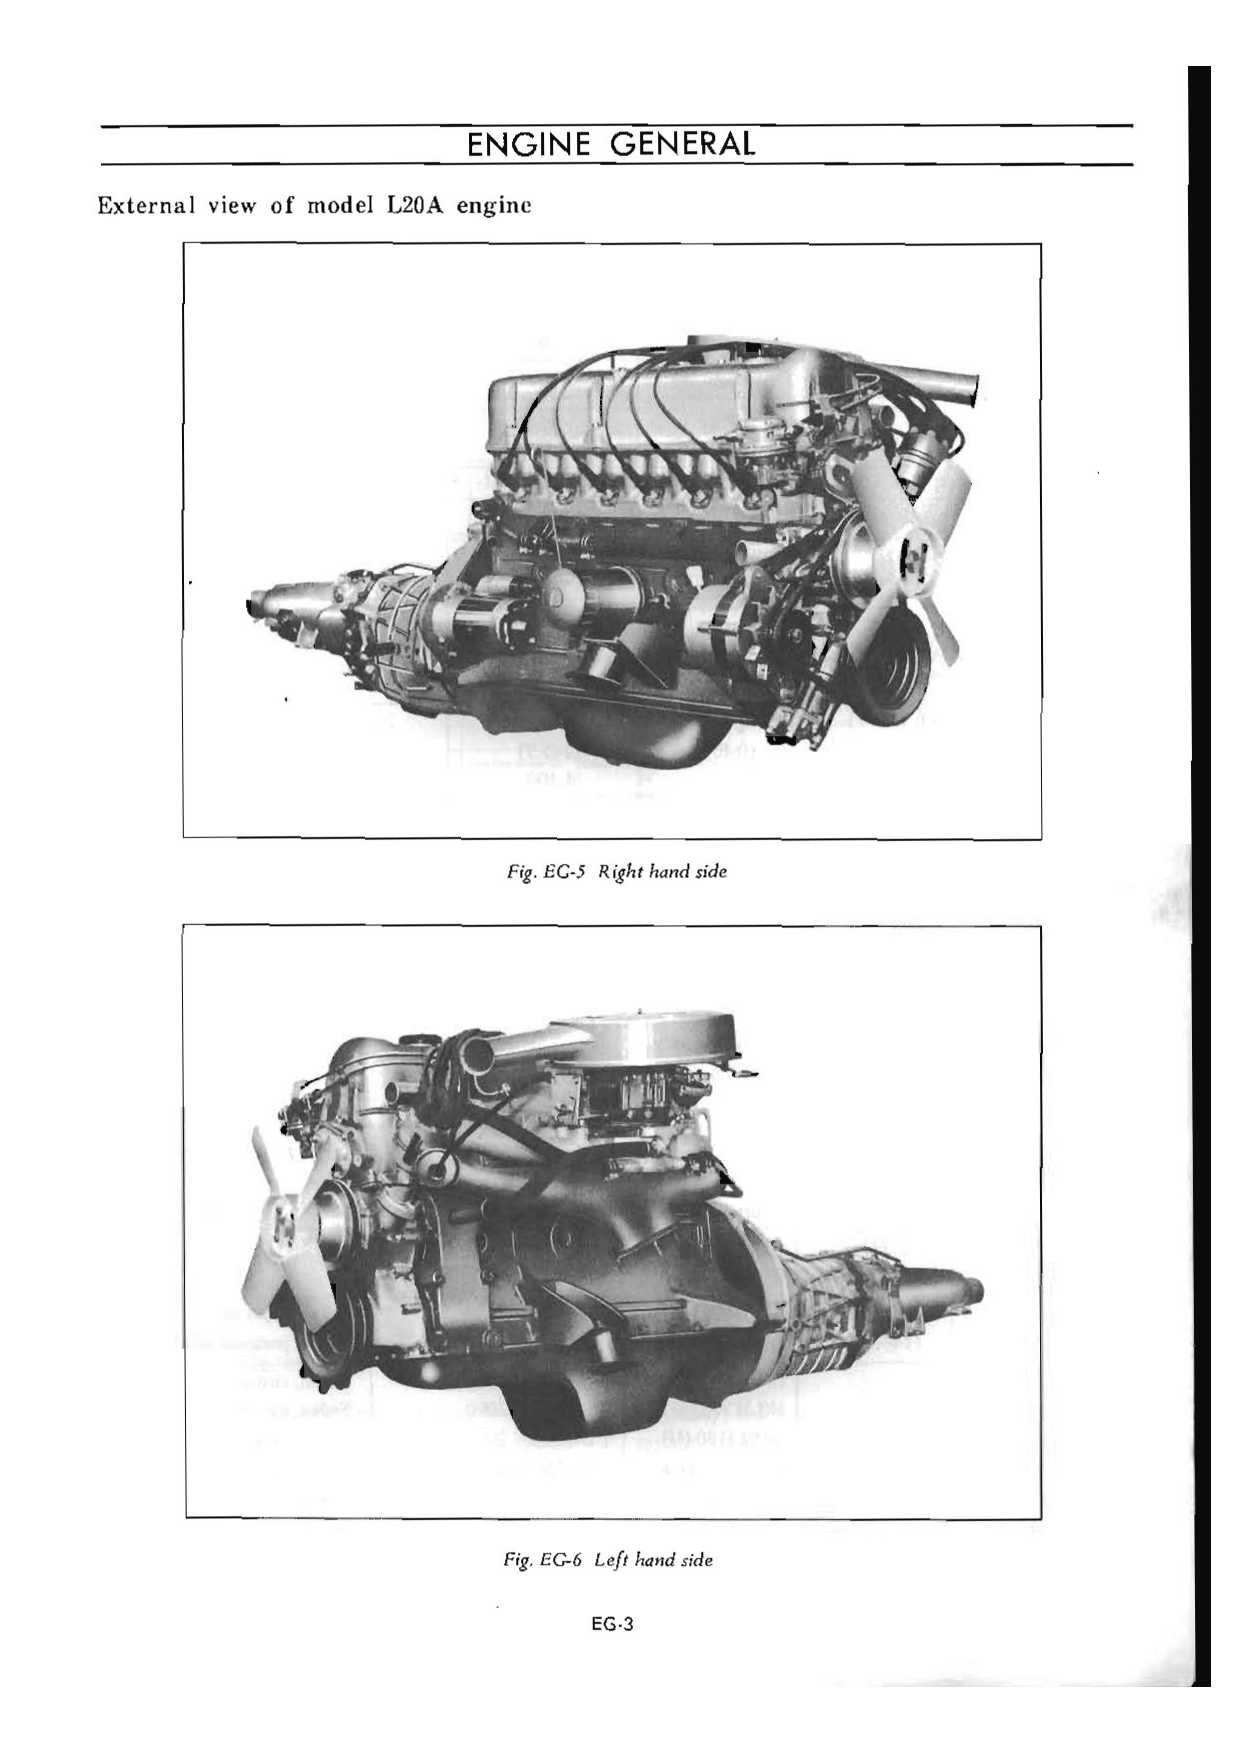 ENGINE GENERAL
External view of model L20A engine
Fig. EG-5 Right hand side
Fig. EG-6 Left hand side
EG-3